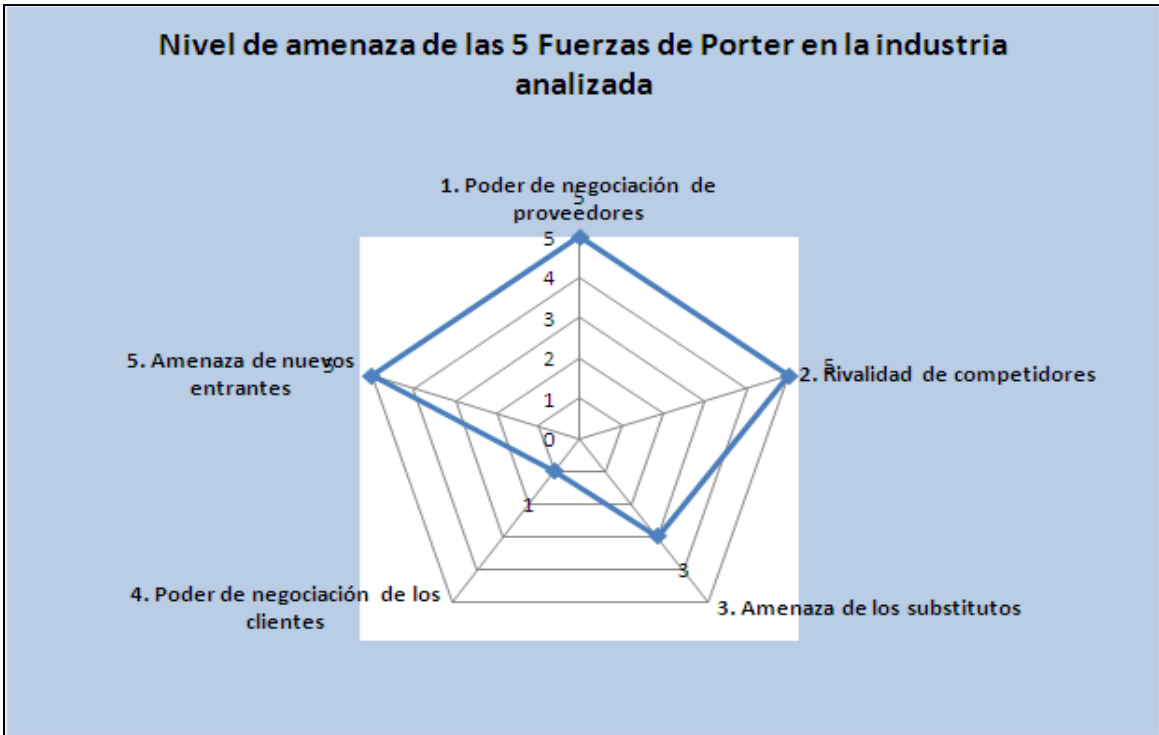 Nivel de amenaza de las 5 Fuerzas de Porter en la industria
analizada
1. Poder de negociación de
5
proveedores
5
4
3
2
1
0
5
2. Rivalidad de competidores
5. Amenaza de nuevos
5
entrantes
1
3
4. Poder de negociación de los
clientes
3. Amenaza de los substitutos